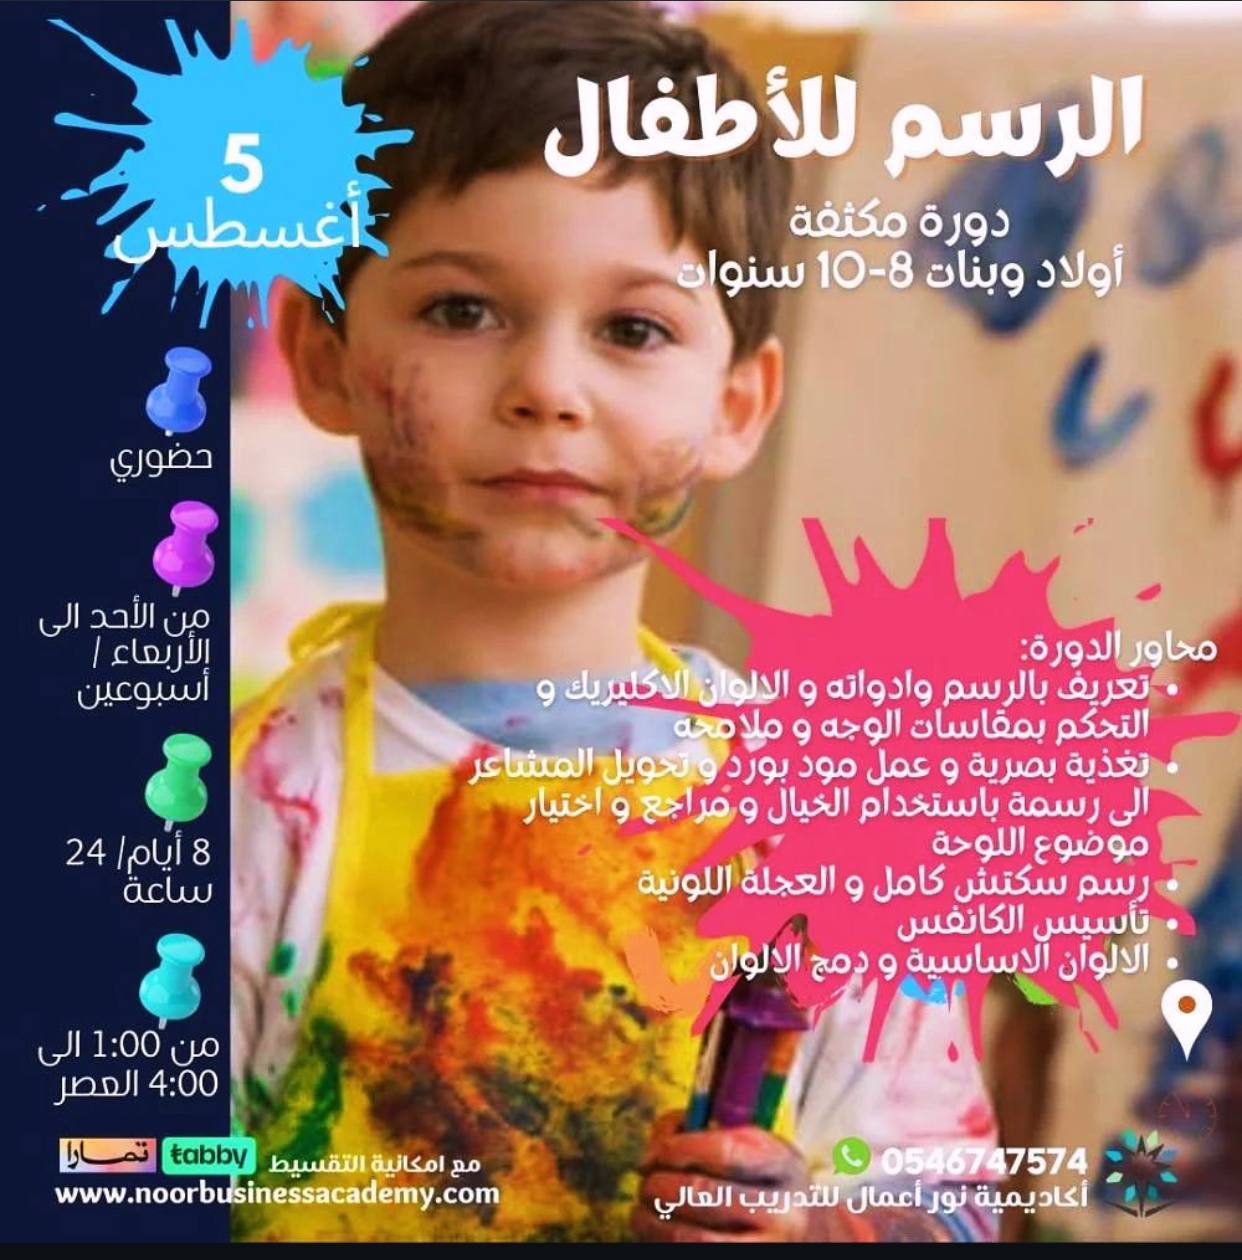 الرسم للأطفال
دورة مكثفة
أولاد وبنات 8-10 سنوات
5
أغسطس
حضوري
من الأحد الى
الأربعاء /
أسبوعين
8 أيام/ 24
ساعة
من 1:00 الى
4:00 العصر
محاور الدورة:
• تعريف بالرسم وادواته و الالوان الاكليريك و
التحكم بمقاسات الوجه و ملامحه
• تغذية بصرية و عمل مود بورد و تحويل المشاعر
الى رسمة باستخدام الخيال و مراجع و اختيار
موضوع اللوحة
• رسم سكتش كامل و العجلة اللونية
• تأسيس الكانفس
• الالوان الاساسية و دمج الالوان
0546747574
أكاديمية نور أعمال للتدريب العالي
مع امكانية التقسيط tabby تمارا
www.noorbusinessacademy.com